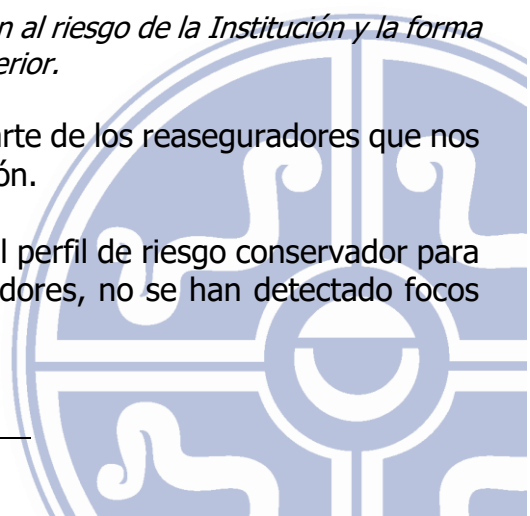 n al riesgo de la Institución y la forma
erior.
arte de los reaseguradores que nos
ón.
l perfil de riesgo conservador para
dores, no se han detectado focos